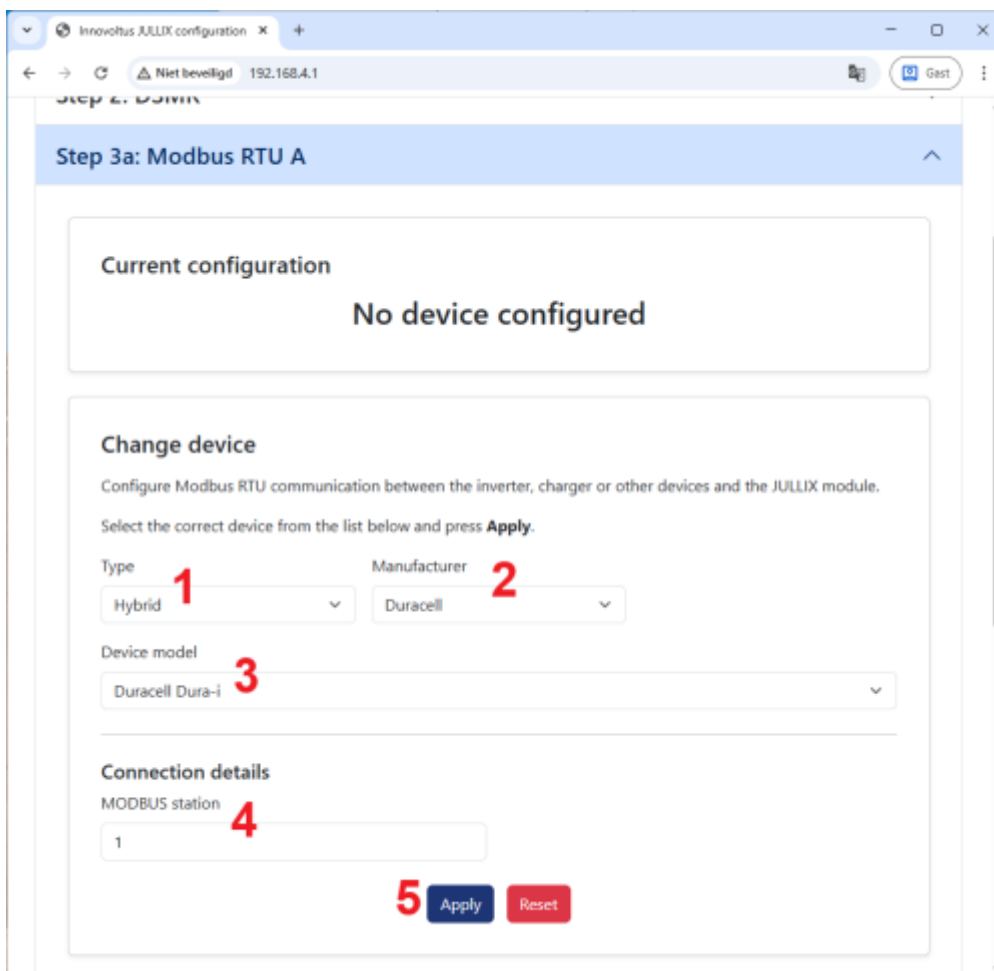 Innovoltus JULLIX configuration
Niet beveiligd 192.168.4.1 Gast
Step 2: DSMR
Step 3a: Modbus RTU A
Current configuration
No device configured
Change device
Configure Modbus RTU communication between the inverter, charger or other devices and the JULLIX module.
Select the correct device from the list below and press Apply.
Type 1 Manufacturer 2
Hybrid Duracell
Device model 3
Duracell Dura-i
Connection details
MODBUS station 4
1
5 Apply Reset